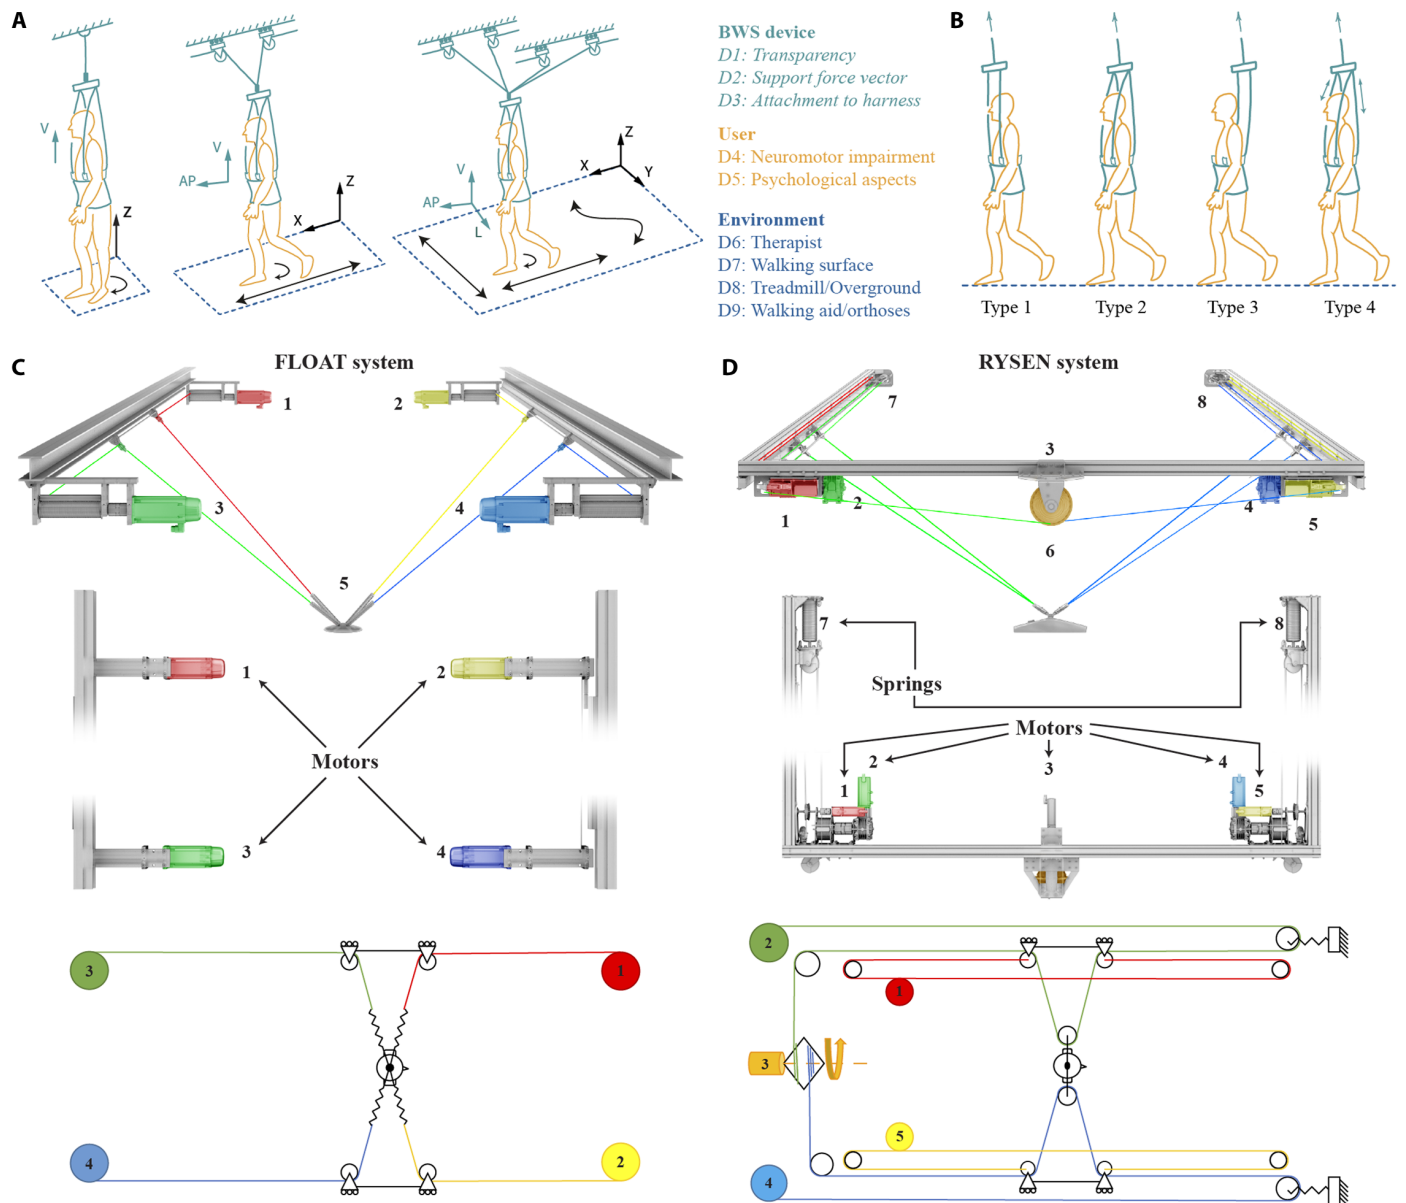 A
V
Z
V
AP
Z
X
V
AP
L
Z
X
Y
BWS device
D1: Transparency
D2: Support force vector
D3: Attachment to harness
User
D4: Neuromotor impairment
D5: Psychological aspects
Environment
D6: Therapist
D7: Walking surface
D8: Treadmill/Overground
D9: Walking aid/orthoses
B
Type 1
Type 2
Type 3
Type 4
C
FLOAT system
1
2
3
4
5
1
2
Motors
3
4
3
1
4
2
D
RYSEN system
7
8
3
1
2
4
5
6
7
8
Springs
Motors
2
3
4
1
5
2
1
3
5
4